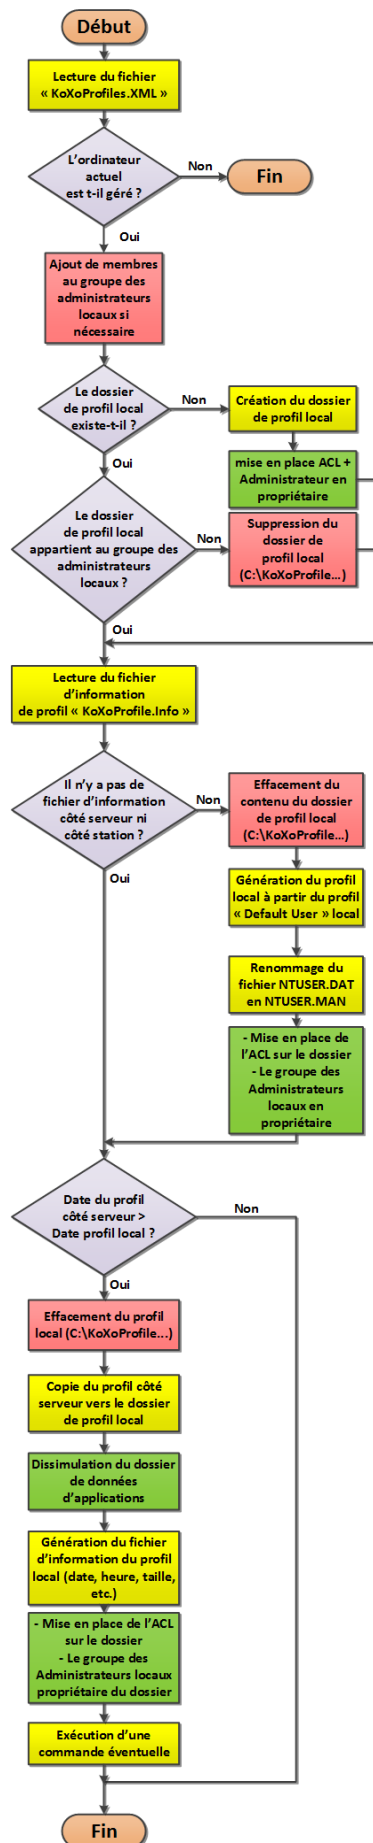 Début
Lecture du fichier
« KoXoProfiles.XML »
L'ordinateur
actuel
est t-il géré ?
Non
Fin
Oui
Ajout de membres
au groupe des
administrateurs
locaux si
nécessaire
Le dossier
de profil local
existe-t-il ?
Non
Création du dossier
de profil local
Oui
mise en place ACL +
Administrateur en
propriétaire
Le dossier
de profil local
appartient au groupe des
administrateurs
locaux ?
Non
Suppression du
dossier de
profil local
(C:\KoXoProfile...)
Oui
Lecture du fichier
d'information
de profil « KoXoProfile.Info »
Il n'y a pas de
fichier d'information
côté serveur ni
côté station ?
Non
Effacement du
contenu du dossier
de profil local
(C:\KoXoProfile...)
Oui
Génération du profil
local à partir du profil
« Default User » local
Renommage du
fichier NTUSER.DAT
en NTUSER.MAN
- Mise en place de
l'ACL sur le dossier
- Le groupe des
Administrateurs
locaux en
propriétaire
Date du profil
côté serveur >
Date profil local ?
Non
Oui
Effacement du profil
local (C:\KoXoProfile...)
Copie du profil côté
serveur vers le dossier
de profil local
Dissimulation du dossier
de données
d'applications
Génération du fichier
d'information du profil
local (date, heure, taille,
etc.)
- Mise en place de l'ACL
sur le dossier
- Le groupe des
Administrateurs locaux
propriétaire du dossier
Exécution d'une
commande éventuelle
Fin